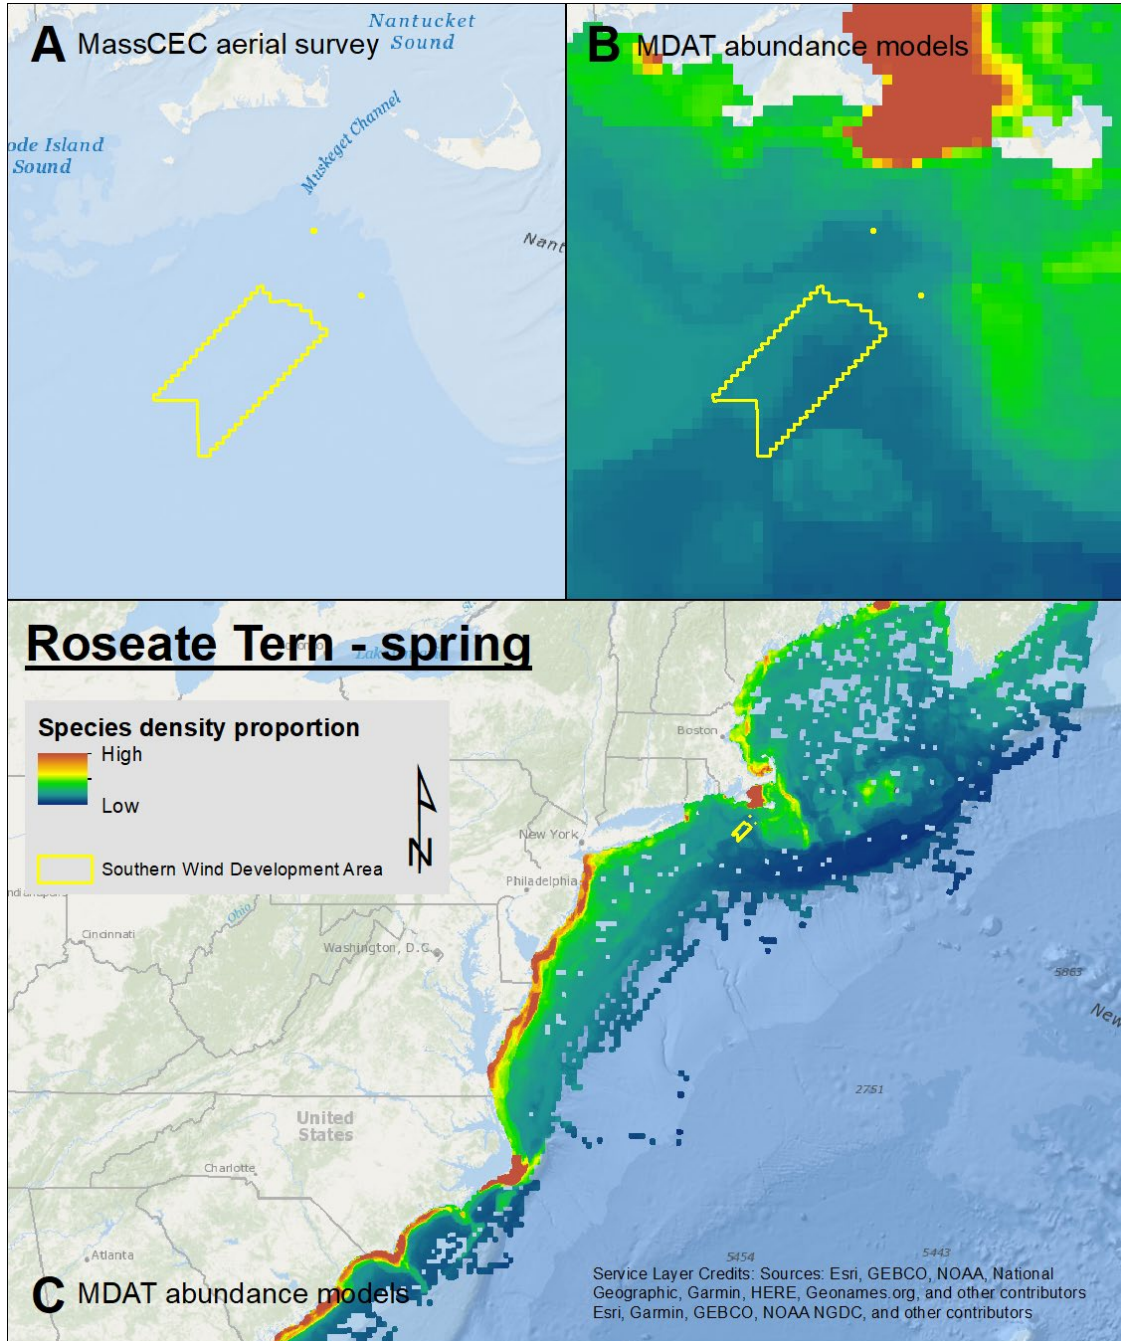 A MassCEC aerial survey
Nantucket
Sound
Muskeget Channel
ode Island
Sound
Nant
B MDAT abundance models
Roseate Tern - spring
Species density proportion
High
Low
N
Southern Wind Development Area
Boston
New York
Philadelphia
Ohio
Cincinnati
Washington, D.C.
5863
New
2751
United
States
Charlotte
Atlanta
5454
5443
C MDAT abundance models
Service Layer Credits: Sources: Esri, GEBCO, NOAA, National
Geographic, Garmin, HERE, Geonames.org, and other contributors
Esri, Garmin, GEBCO, NOAA NGDC, and other contributors